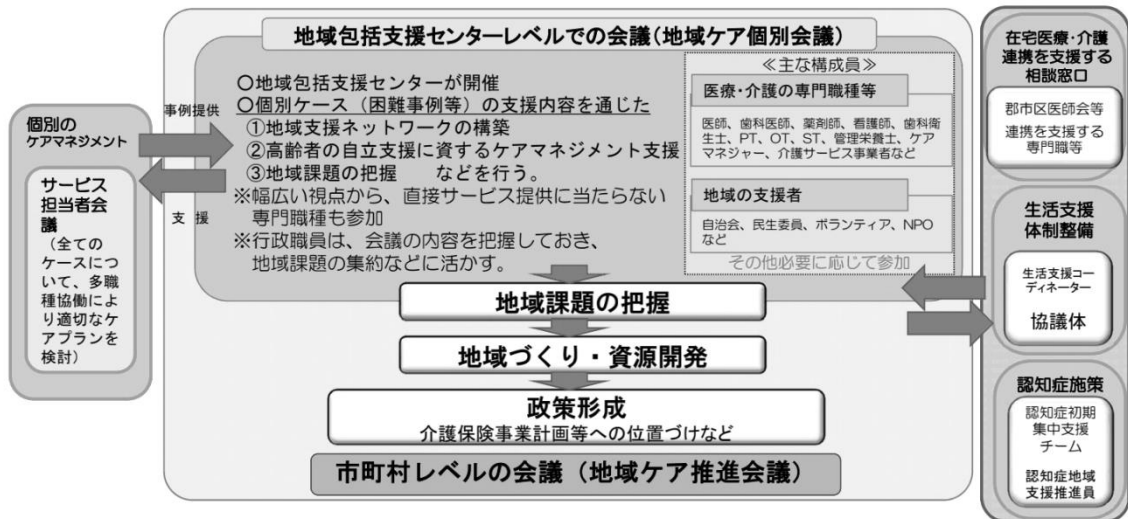 地域包括支援センターレベルでの会議(地域ケア個別会議)
個別の
ケアマネジメント
サービス
担当者会
議
（全ての
ケースにつ
いて、多職
種協働によ
り適切なケ
アプランを
検討）
事例提供
支 援
〇地域包括支援センターが開催
〇個別ケース（困難事例等）の支援内容を通じた
①地域支援ネットワークの構築
②高齢者の自立支援に資するケアマネジメント支援
③地域課題の把握 などを行う。
※幅広い視点から、直接サービス提供に当たらない
専門職種も参加
※行政職員は、会議の内容を把握しておき、
地域課題の集約などに活かす。
≪主な構成員≫
医療・介護の専門職種等
医師、歯科医師、薬剤師、看護師、歯科衛
生士、PT、OT、ST、管理栄養士、ケア
マネジャー、介護サービス事業者など
地域の支援者
自治会、民生委員、ボランティア、NPO
など
その他必要に応じて参加
地域課題の把握
地域づくり・資源開発
政策形成
介護保険事業計画等への位置づけなど
市町村レベルの会議（地域ケア推進会議）
在宅医療・介護
連携を支援する
相談窓口
郡市区医師会等
連携を支援する
専門職等
生活支援
体制整備
生活支援コー
ディネーター
協議体
認知症施策
認知症初期
集中支援
チーム
認知症地域
支援推進員